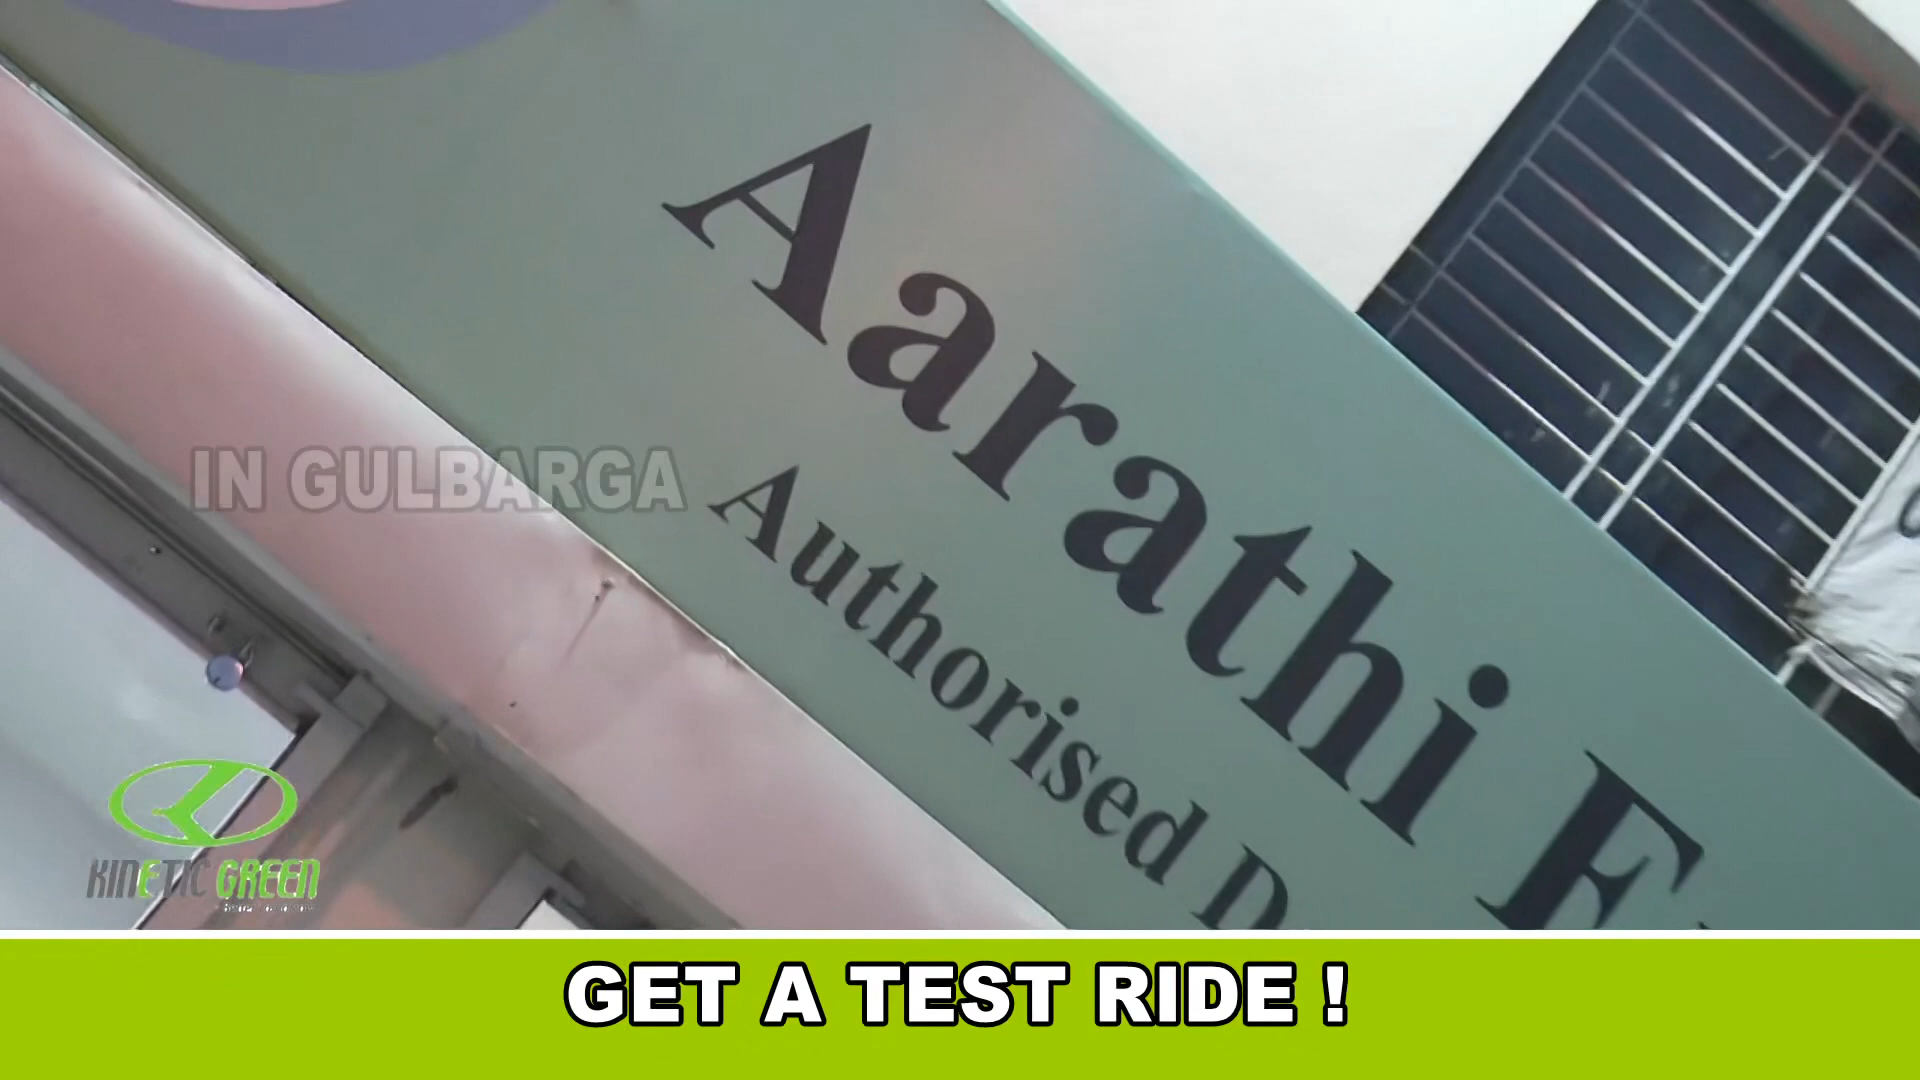 Aarathi
Authorised
IN GULBARGA
KINETIC GREEN
GET A TEST RIDE !